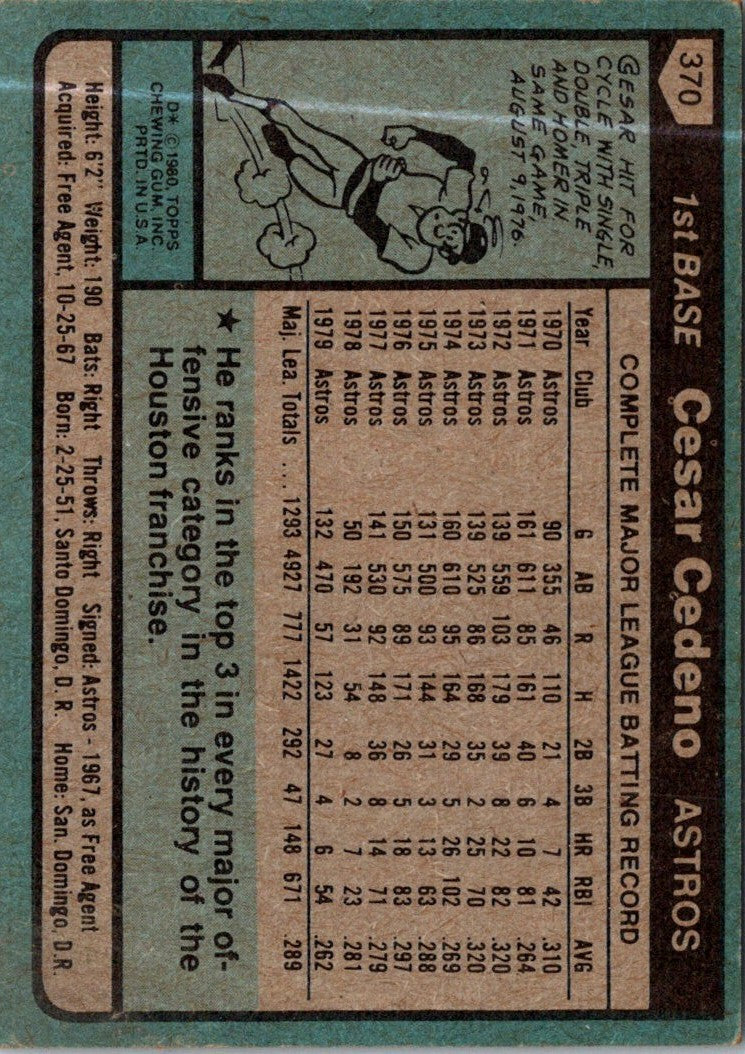 370
1st BASE Cesar Cedeno ASTROS
CESAR HIT FOR
CYCLE WITH SINGLE,
DOUBLE TRIPLE
AND HOMER IN
SAME GAME,
AUGUST 9, 1976.
D* © 1980, TOPPS
CHEWING GUM, INC.
PRTD. IN U.S.A.
COMPLETE MAJOR LEAGUE BATTING RECORD
Year Club G AB R H 2B 3B HR RBI AVG
1970 Astros 90 355 46 110 21 4 7 42 .310
1971 Astros 161 611 85 161 40 6 10 81 .264
1972 Astros 139 559 103 179 39 8 22 82 .320
1973 Astros 139 525 86 168 35 2 25 70 .320
1974 Astros 160 610 95 164 29 5 26 102 .269
1975 Astros 131 500 93 144 31 3 13 63 .288
1976 Astros 150 575 89 171 26 5 18 83 .297
1977 Astros 141 530 92 148 36 8 14 71 .279
1978 Astros 50 192 31 54 8 2 7 23 .281
1979 Astros 132 470 57 123 27 4 6 54 .262
Maj. Lea. Totals .... 1293 4927 777 1422 292 47 148 671 .289
★ He ranks in the top 3 in every major of-
fensive category in the history of the
Houston franchise.
Height: 6'2" Weight: 190 Bats: Right Throws: Right Signed: Astros - 1967, as Free Agent
Acquired: Free Agent, 10-25-67 Born: 2-25-51, Santo Domingo, D.R. Home: San. Domingo, D.R.